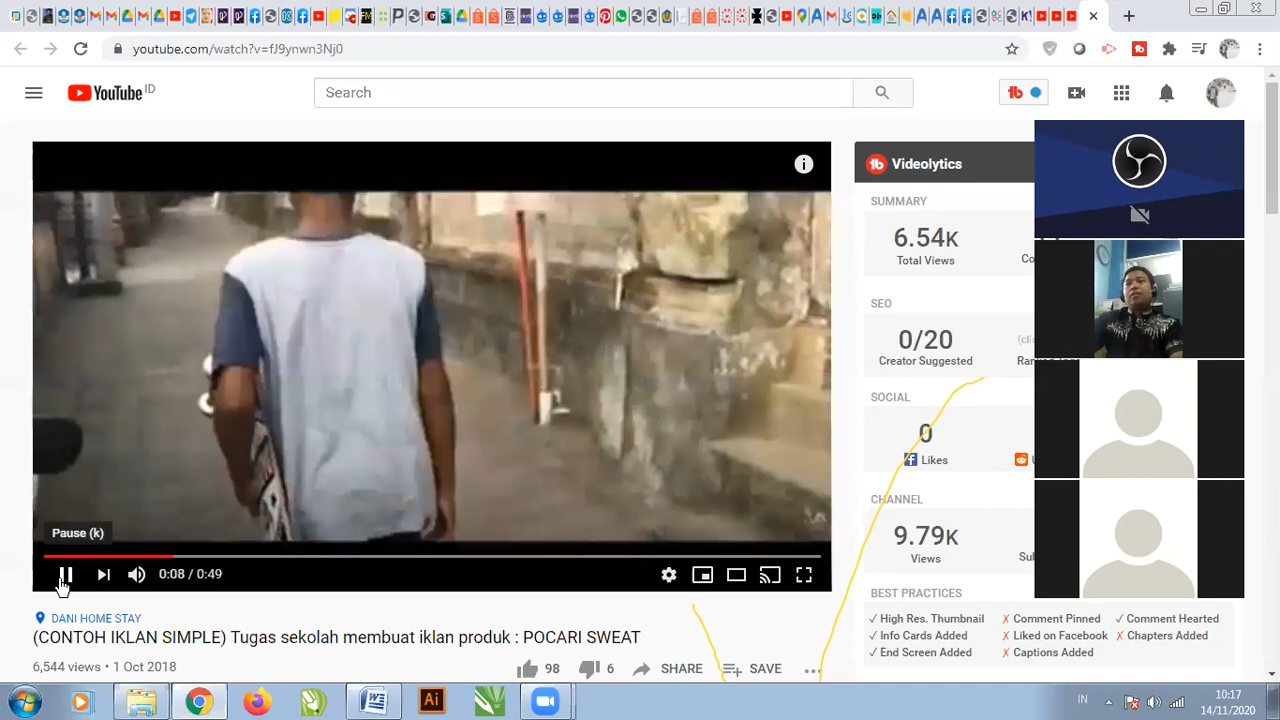 youtube.com/watch?v=fJ9ynwn3Nj0
YouTube ID
Search
Videolytics
SUMMARY
6.54K
Total Views
SEO
0/20
Creator Suggested
SOCIAL
0
Likes
CHANNEL
9.79K
Views
BEST PRACTICES
✓ High Res. Thumbnail ✗ Comment Pinned ✓ Comment Hearted
✓ Info Cards Added ✗ Liked on Facebook ✗ Chapters Added
✓ End Screen Added ✗ Captions Added
Pause (k)
0:08 / 0:49
DANI HOME STAY
(CONTOH IKLAN SIMPLE) Tugas sekolah membuat iklan produk : POCARI SWEAT
6,544 views • 1 Oct 2018
98 6 SHARE SAVE
IN
10:17
14/11/2020